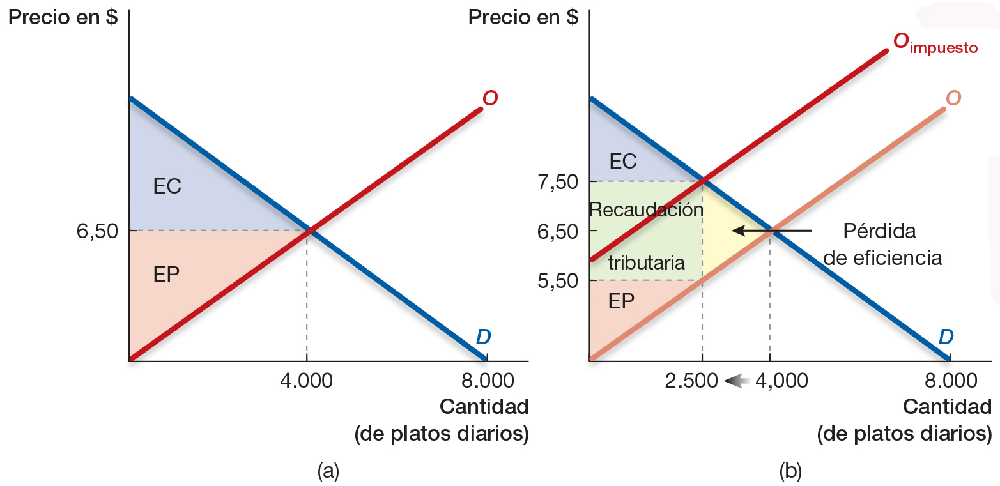 Precio en $
O
EC
6,50
EP
D
4.000
8.000
Cantidad
(de platos diarios)
(a)
Precio en $
Oimpuesto
O
EC
7,50
Recaudación
6,50
Pérdida
de eficiencia
tributaria
5,50
EP
D
2.500
4,000
8.000
Cantidad
(de platos diarios)
(b)